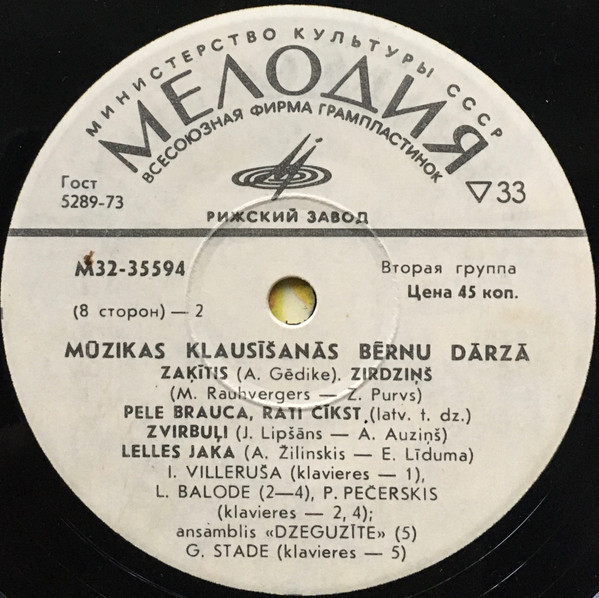 МИНИСТЕРСТВО КУЛЬТУРЫ СССР
МЕЛОДИЯ
ВСЕСОЮЗНАЯ ФИРМА ГРАМПЛАСТИНОК
Гост
5289-73
▽33
РИЖСКИЙ ЗАВОД
М32-35594
Вторая группа
(8 сторон) — 2
Цена 45 коп.
MŪZIKAS KLAUSĪŠANĀS BĒRNU DĀRZĀ
ZAĶĪTIS (A. Gēdike). ZIRDZIŅŠ
(M. Rauhvergers — Z. Purvs)
PELE BRAUCA, RATI ČĪKST (latv. t. dz.)
ZVIRBUĻI (J. Lipšāns — A. Auziņš)
LELLES JAKA (A. Žilinskis — E. Līduma)
I. VILLERUŠA (klavieres — 1),
L. BALODE (2—4), P. PEČERSKIS
(klavieres — 2, 4);
ansamblis «DZEGUZĪTE» (5)
G. STADE (klavieres — 5)